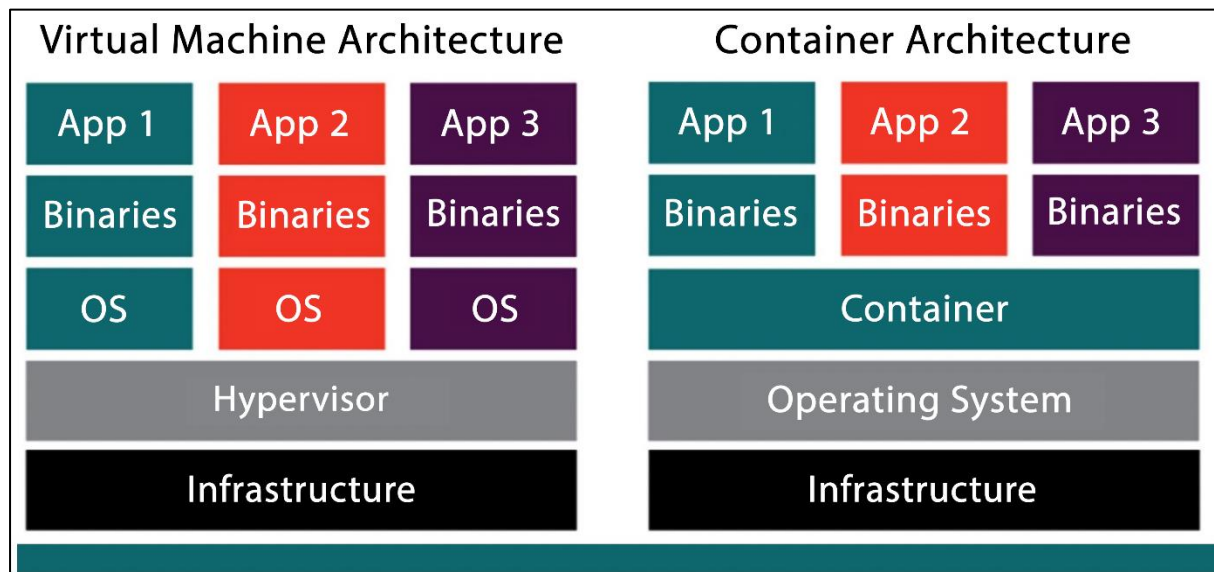 Virtual Machine Architecture
App 1 App 2 App 3
Binaries Binaries Binaries
OS OS OS
Hypervisor
Infrastructure
Container Architecture
App 1 App 2 App 3
Binaries Binaries Binaries
Container
Operating System
Infrastructure